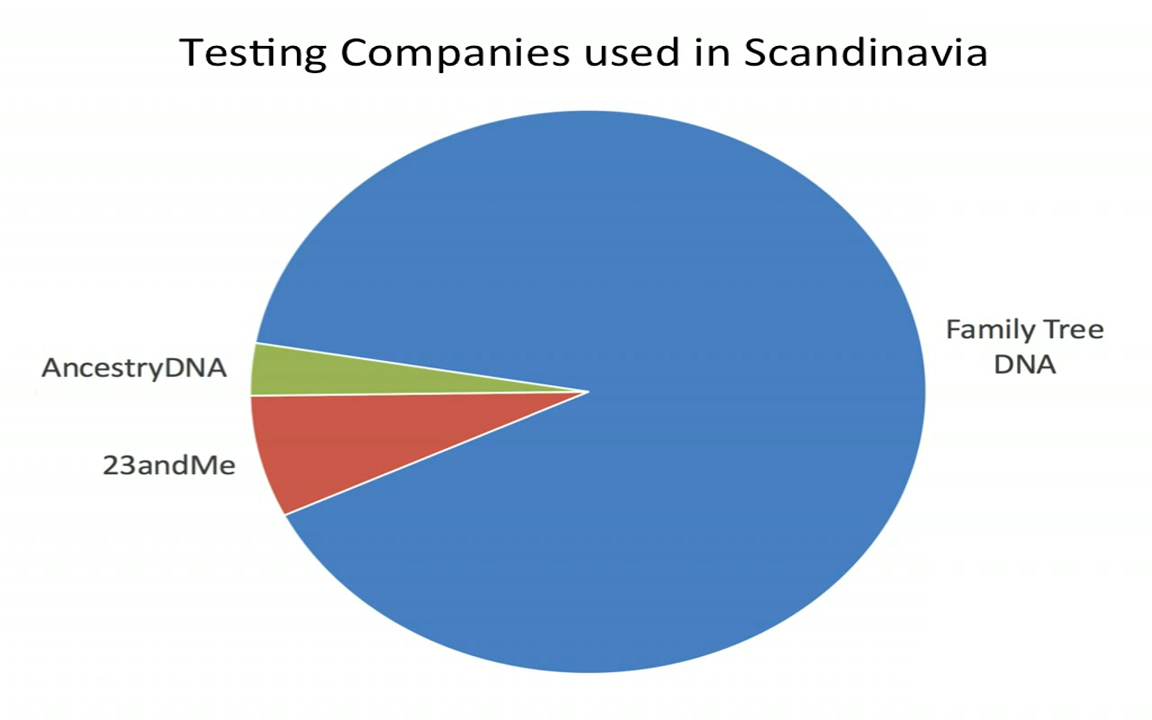 Testing Companies used in Scandinavia
Family Tree
DNA
AncestryDNA
23andMe